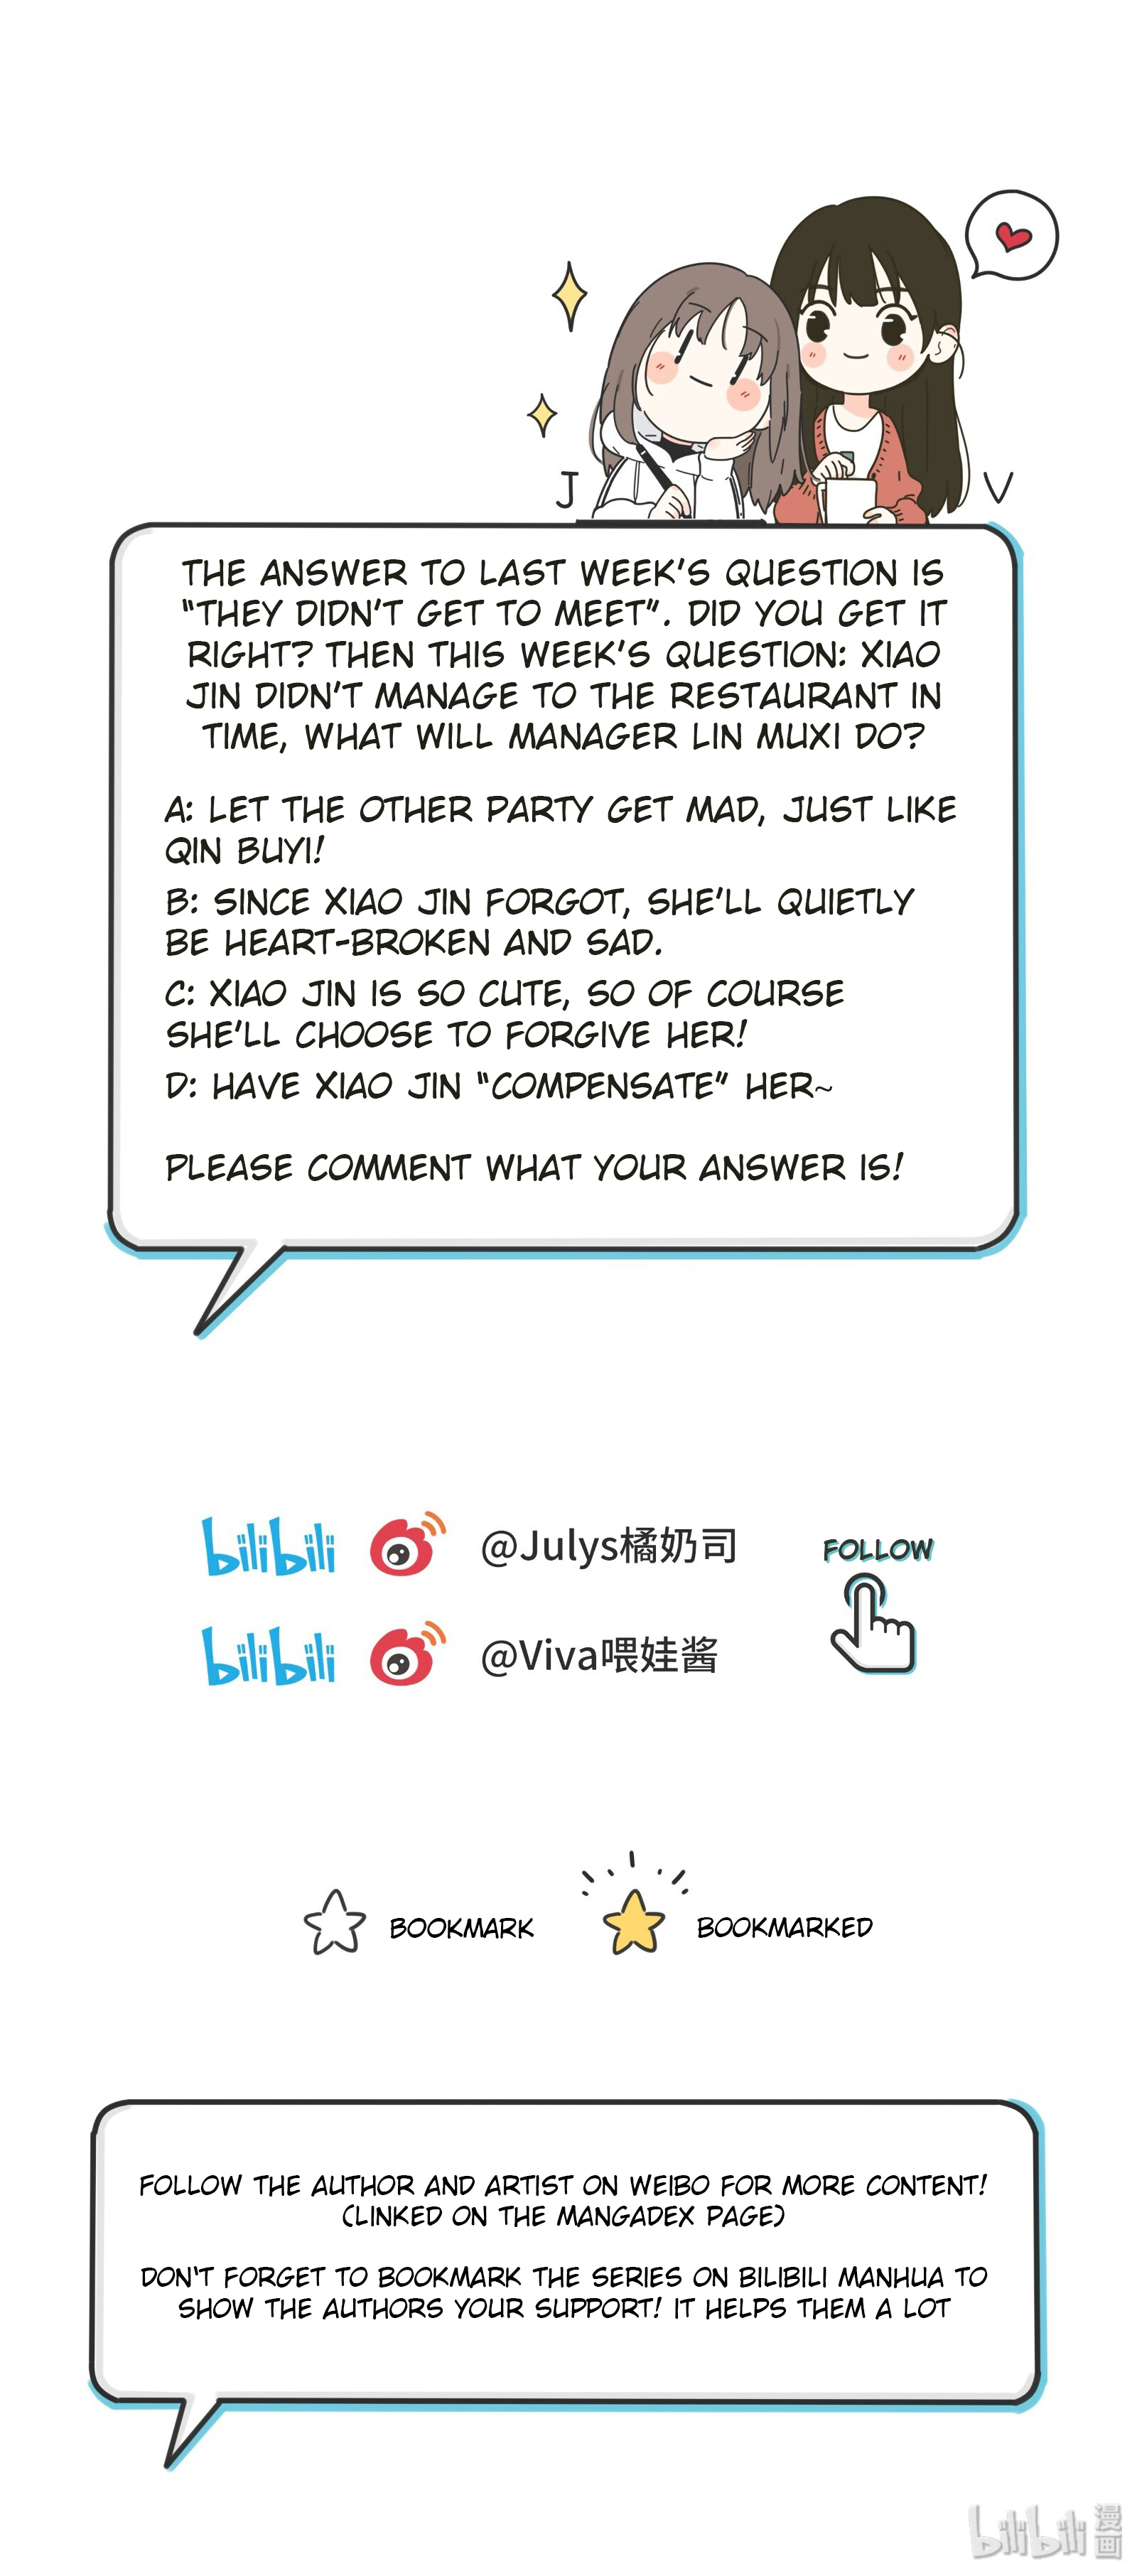 J
V
THE ANSWER TO LAST WEEK'S QUESTION IS
"THEY DIDN'T GET TO MEET". DID YOU GET IT
RIGHT? THEN THIS WEEK'S QUESTION: XIAO
JIN DIDN'T MANAGE TO THE RESTAURANT IN
TIME, WHAT WILL MANAGER LIN MUXI DO?
A: LET THE OTHER PARTY GET MAD, JUST LIKE
QIN BUYI!
B: SINCE XIAO JIN FORGOT, SHE'LL QUIETLY
BE HEART-BROKEN AND SAD.
C: XIAO JIN IS SO CUTE, SO OF COURSE
SHE'LL CHOOSE TO FORGIVE HER!
D: HAVE XIAO JIN "COMPENSATE" HER~
PLEASE COMMENT WHAT YOUR ANSWER IS!
bilibili @Julys橘奶司
FOLLOW
bilibili @Viva喂娃酱
BOOKMARK BOOKMARKED
FOLLOW THE AUTHOR AND ARTIST ON WEIBO FOR MORE CONTENT!
(LINKED ON THE MANGADEX PAGE)
DON'T FORGET TO BOOKMARK THE SERIES ON BILIBILI MANHUA TO
SHOW THE AUTHORS YOUR SUPPORT! IT HELPS THEM A LOT
bilibili 漫画